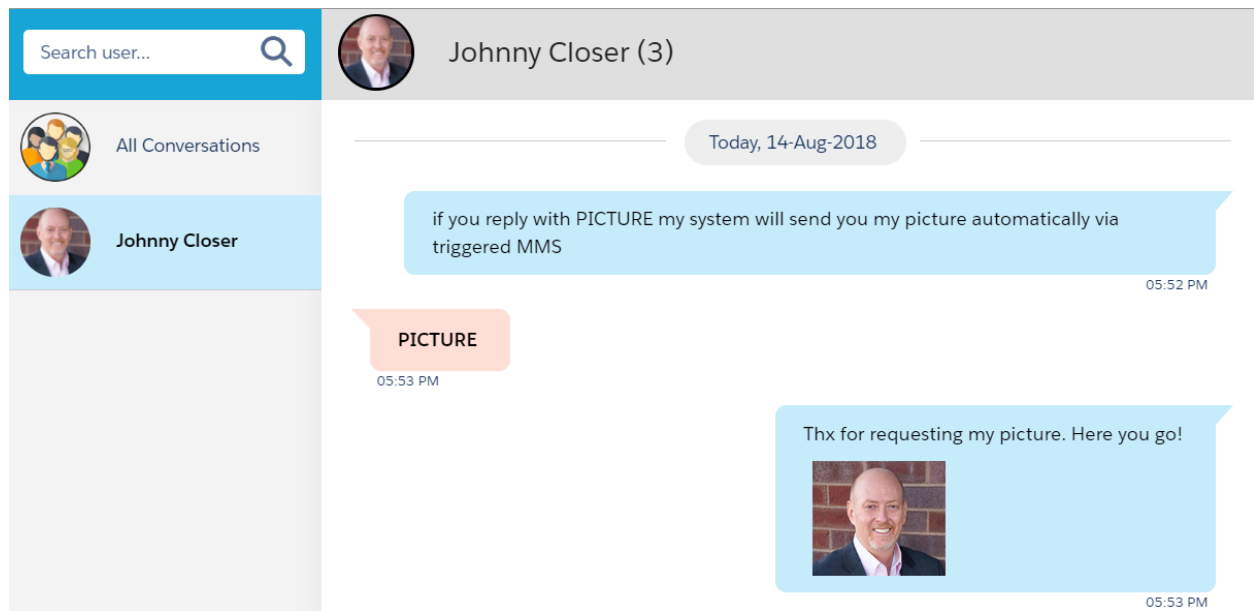 Search user...
Johnny Closer (3)
All Conversations
Johnny Closer
Today, 14-Aug-2018
if you reply with PICTURE my system will send you my picture automatically via
triggered MMS
05:52 PM
PICTURE
05:53 PM
Thx for requesting my picture. Here you go!
05:53 PM